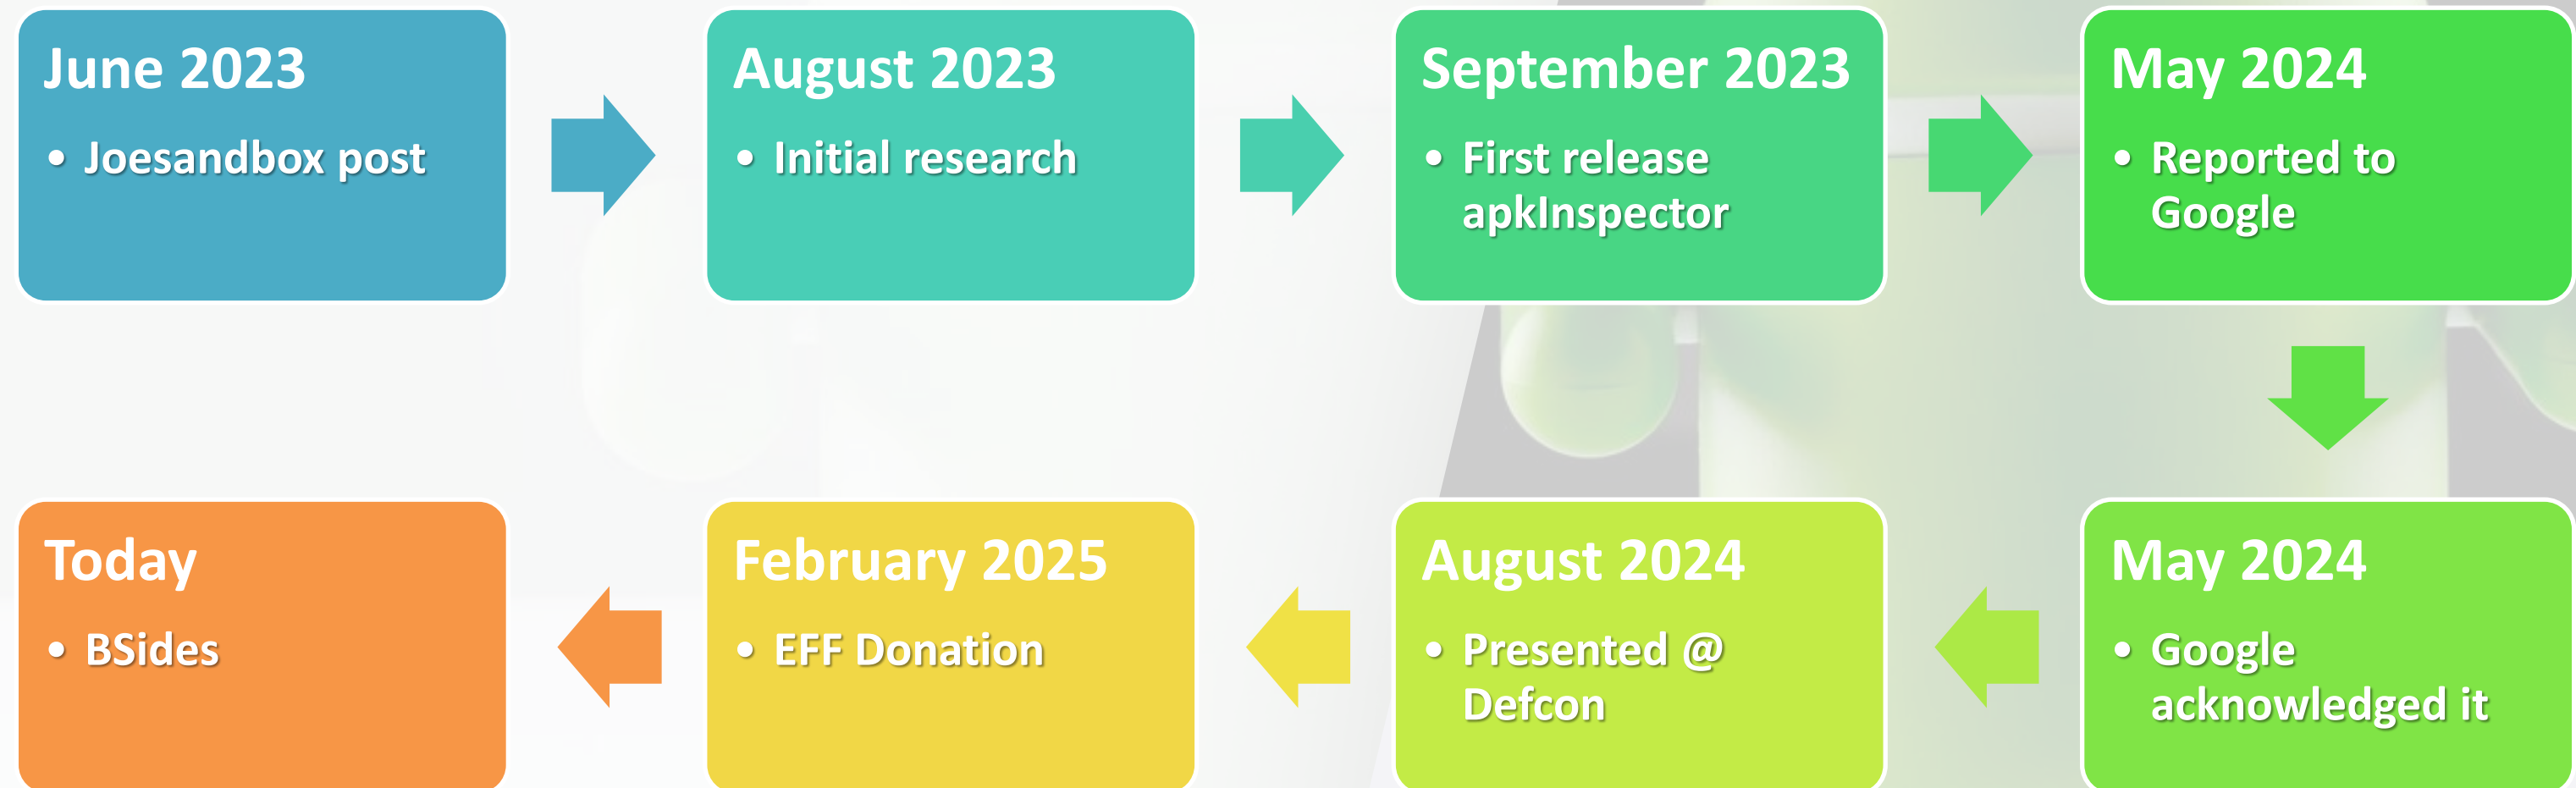 June 2023
• Joesandbox post
August 2023
• Initial research
September 2023
• First release
apkInspector
May 2024
• Reported to
Google
May 2024
• Google
acknowledged it
August 2024
• Presented @
Defcon
February 2025
• EFF Donation
Today
• BSides